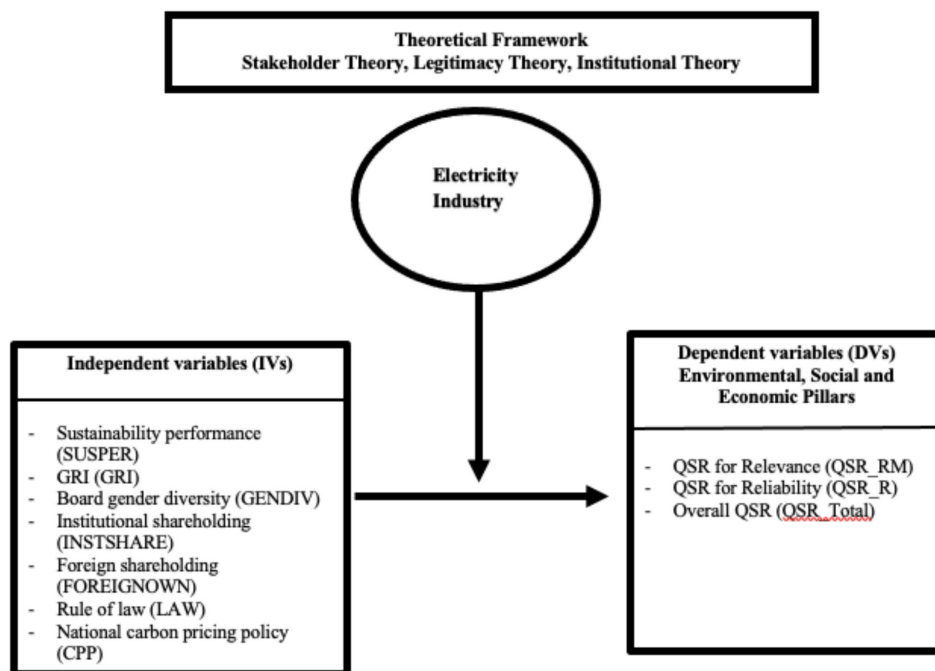 Theoretical Framework
Stakeholder Theory, Legitimacy Theory, Institutional Theory
Electricity
Industry
Independent variables (IVs)
- Sustainability performance
(SUSPER)
- GRI (GRI)
- Board gender diversity (GENDIV)
- Institutional shareholding
(INSTSHARE)
- Foreign shareholding
(FOREIGNOWN)
- Rule of law (LAW)
- National carbon pricing policy
(CPP)
Dependent variables (DVs)
Environmental, Social and
Economic Pillars
- QSR for Relevance (QSR_RM)
- QSR for Reliability (QSR_R)
- Overall QSR (QSR_Total)